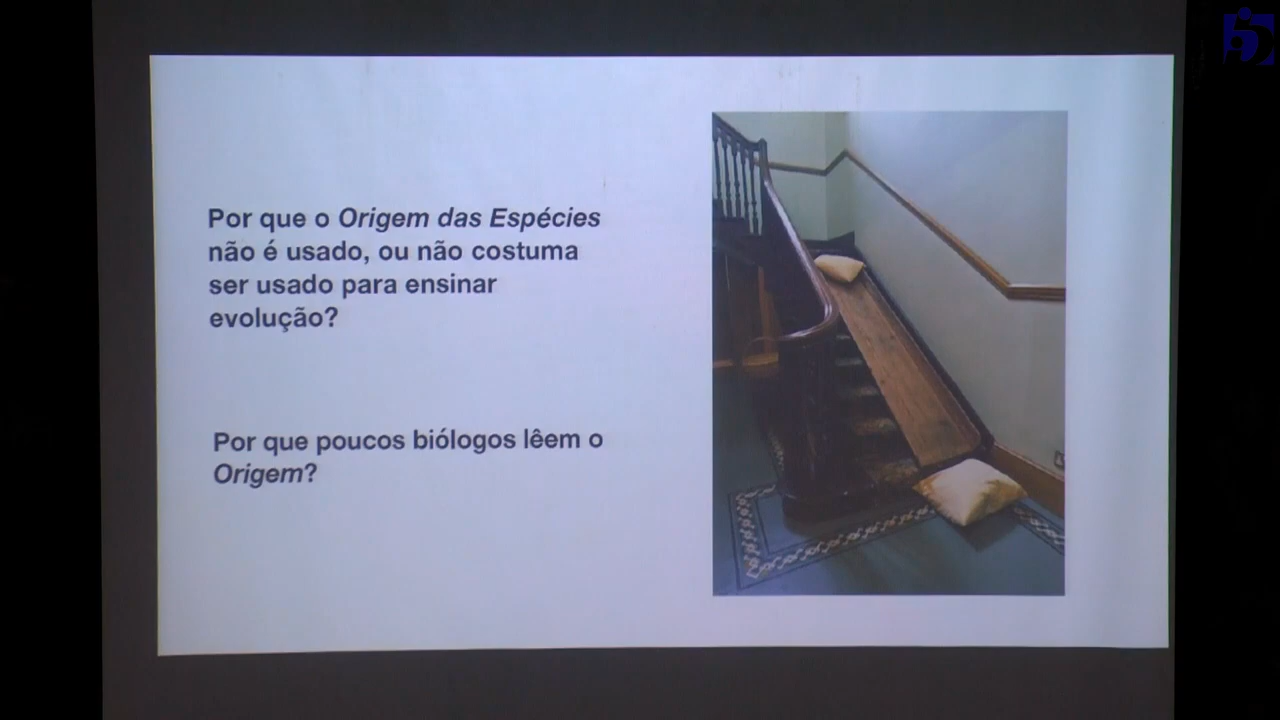 Por que o Origem das Espécies
não é usado, ou não costuma
ser usado para ensinar
evolução?
Por que poucos biólogos lêem o
Origem?